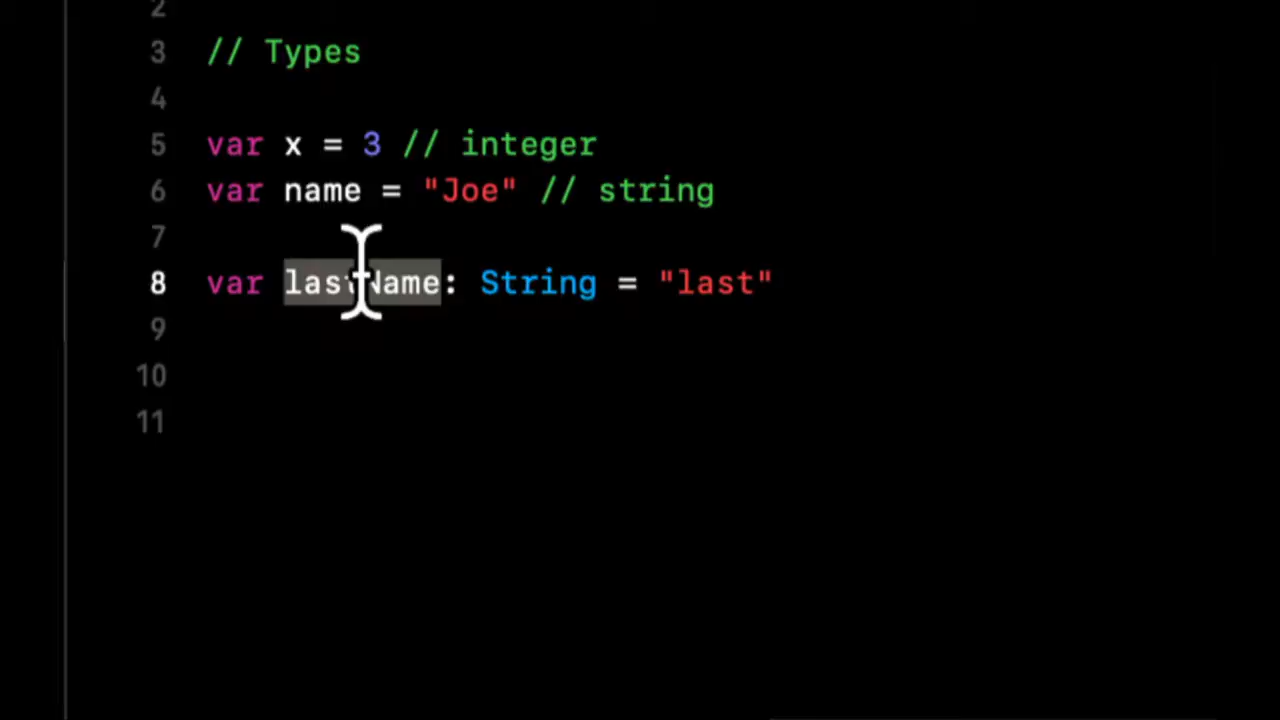 2
3 // Types
4
5 var x = 3 // integer
6 var name = "Joe" // string
7
8 var lastName: String = "last"
9
10
11